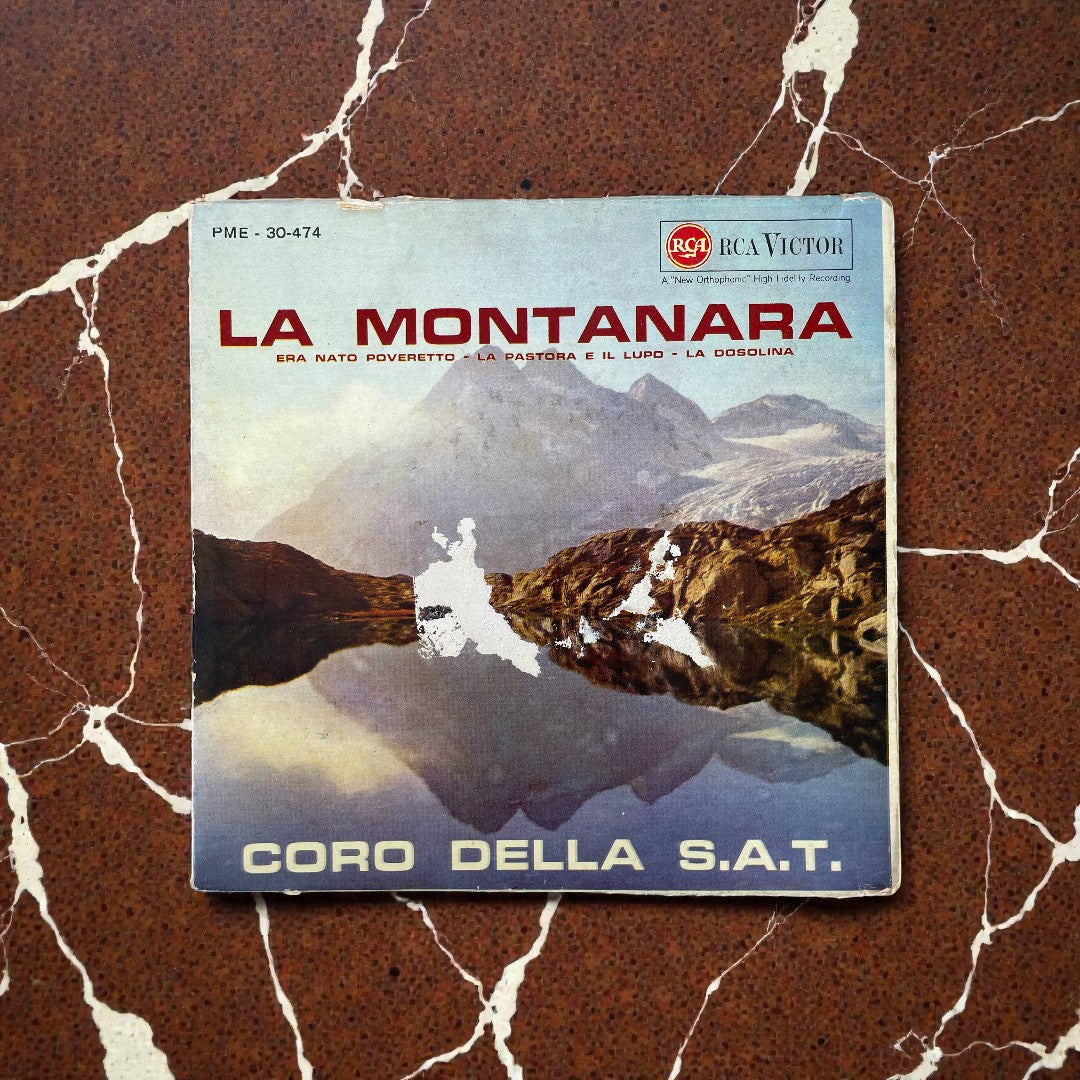 PME - 30-474
RCA RCA VICTOR
A "New Orthophonic" High Fidelity Recording
LA MONTANARA
ERA NATO POVERETTO - LA PASTORA E IL LUPO - LA DOSOLINA
CORO DELLA S.A.T.